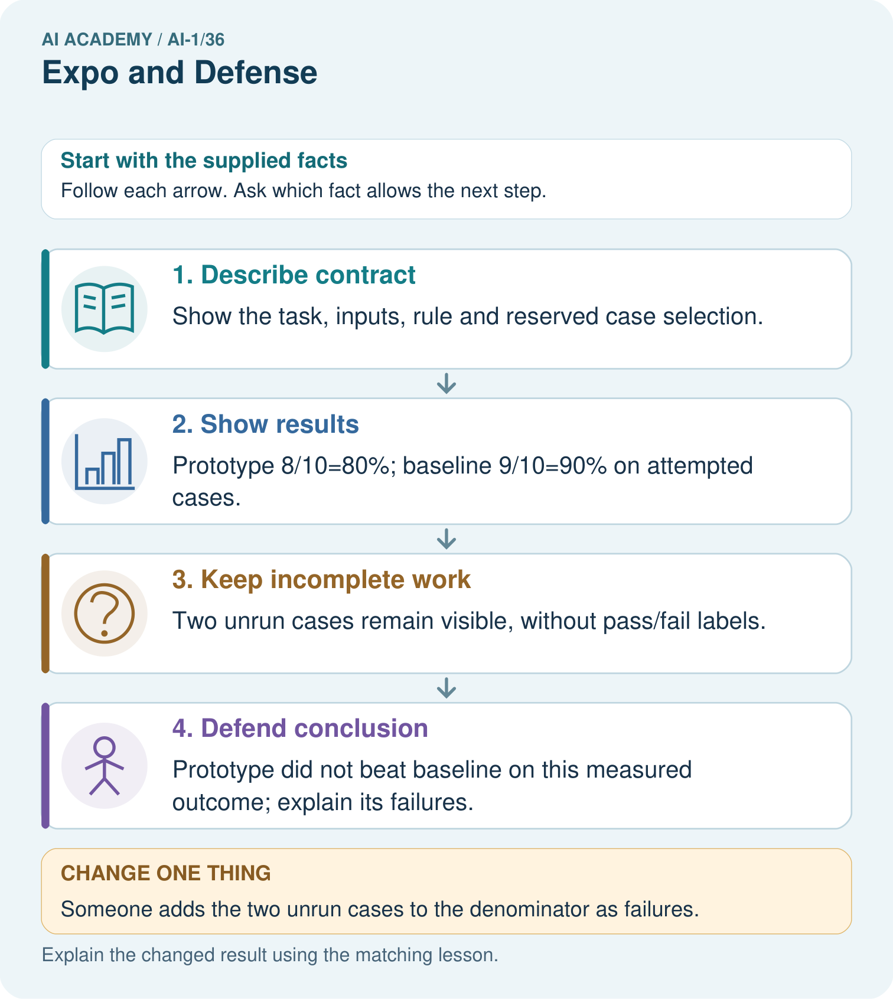 AI ACADEMY / AI-1/36
Expo and Defense
Start with the supplied facts
Follow each arrow. Ask which fact allows the next step.
1. Describe contract
Show the task, inputs, rule and reserved case selection.
2. Show results
Prototype 8/10=80%; baseline 9/10=90% on attempted
cases.
3. Keep incomplete work
Two unrun cases remain visible, without pass/fail labels.
4. Defend conclusion
Prototype did not beat baseline on this measured
outcome; explain its failures.
CHANGE ONE THING
Someone adds the two unrun cases to the denominator as failures.
Explain the changed result using the matching lesson.